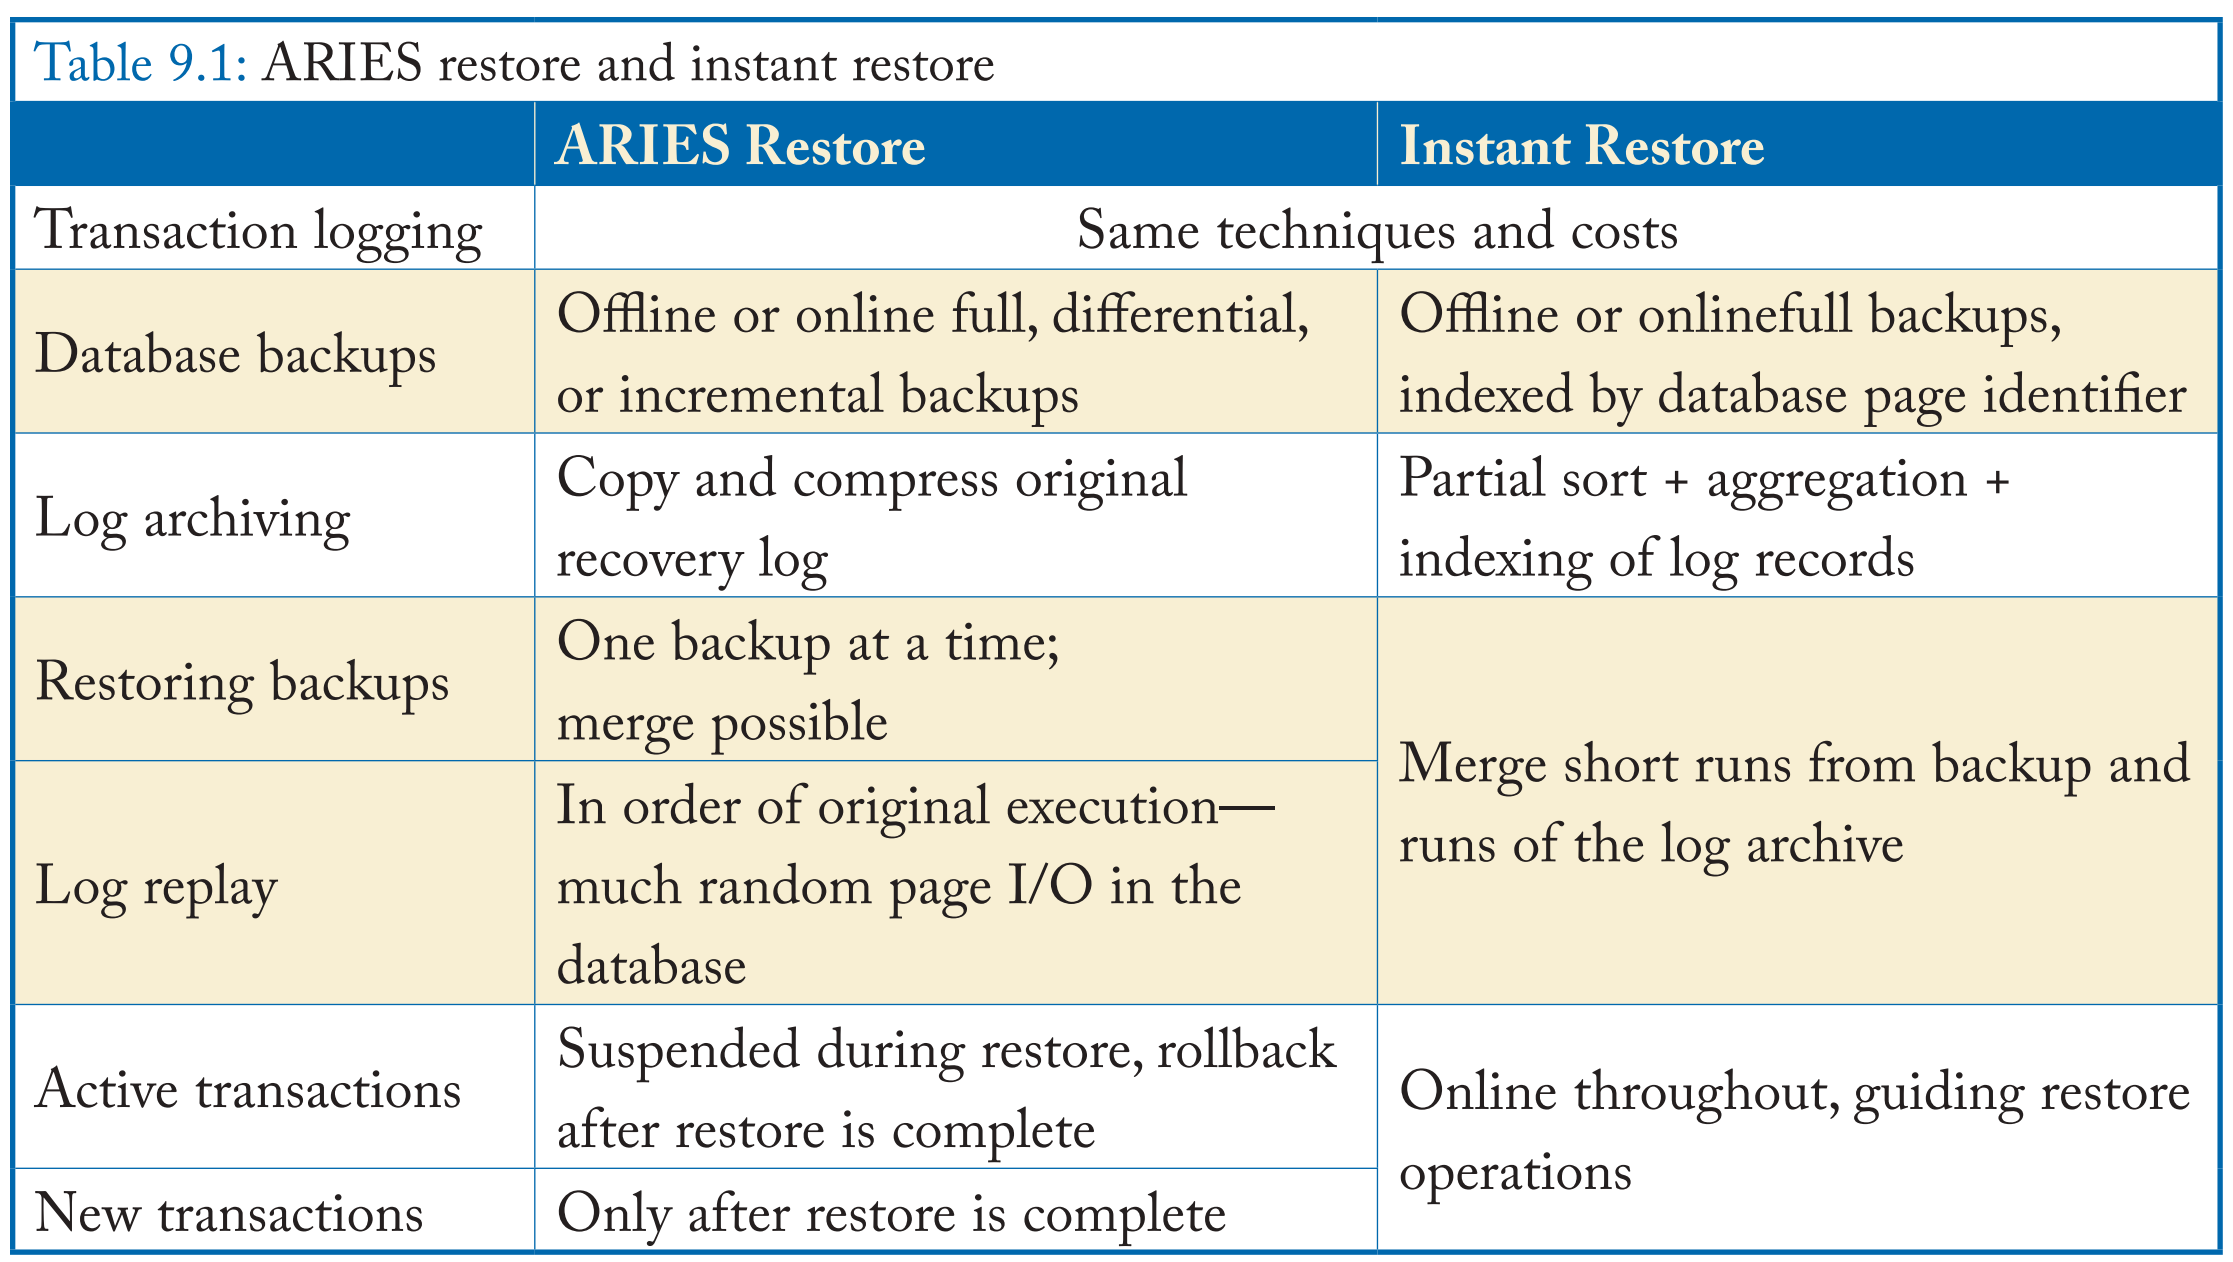 Table 9.1: ARIES restore and instant restore
ARIES Restore
Instant Restore
Transaction logging
Same techniques and costs
Database backups
Offline or online full, differential,
or incremental backups
Offline or onlinefull backups,
indexed by database page identifier
Log archiving
Copy and compress original
recovery log
Partial sort + aggregation +
indexing of log records
Restoring backups
One backup at a time;
merge possible
Merge short runs from backup and
runs of the log archive
Log replay
In order of original execution—
much random page I/O in the
database
Active transactions
Suspended during restore, rollback
after restore is complete
Online throughout, guiding restore
operations
New transactions
Only after restore is complete